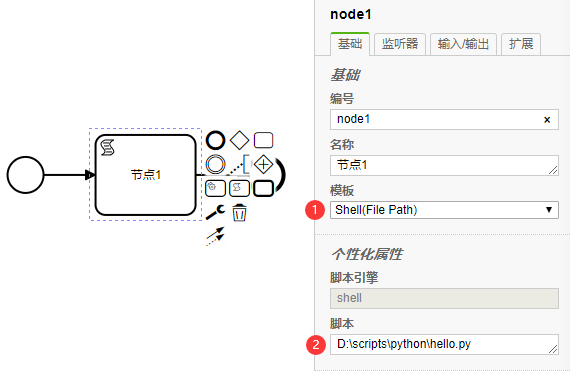 node1
基础 监听器 输入/输出 扩展
基础
编号
node1 ×
名称
节点1
节点1
模板
1 Shell(File Path)
个性化属性
脚本引擎
shell
脚本
2 D:\scripts\python\hello.py